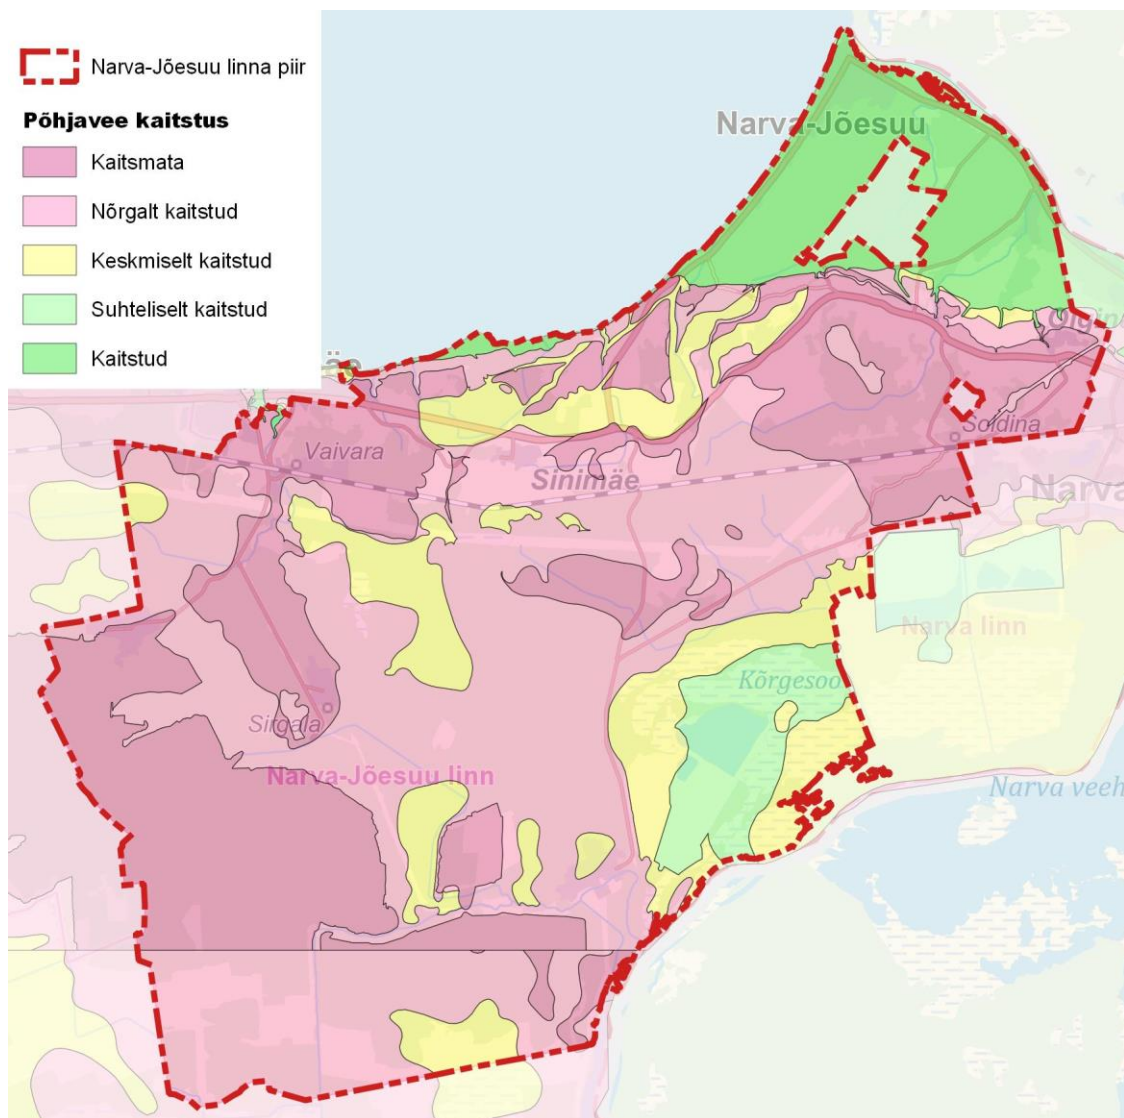 Narva-Jõesuu linna piir
Põhjavee kaitstus
Kaitsmata
Nõrgalt kaitstud
Keskmiselt kaitstud
Suhteliselt kaitstud
Kaitstud
Narva-Jõesuu
Vaivara
Sinimäe
Soldina
Narva
Narva linn
Kõrgesoo
Sirgala
Narva-Jõesuu linn
Narva veeh